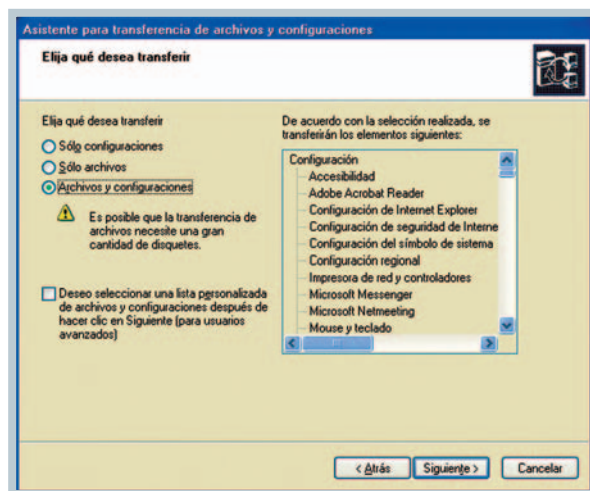 Asistente para transferencia de archivos y configuraciones
Elija qué desea transferir
Elija qué desea transferir
Sólo configuraciones
Sólo archivos
Archivos y configuraciones
Es posible que la transferencia de
archivos necesite una gran
cantidad de disquetes.
Deseo seleccionar una lista personalizada
de archivos y configuraciones después de
hacer clic en Siguiente (para usuarios
avanzados)
De acuerdo con la selección realizada, se
transferirán los elementos siguientes:
Configuración
Accesibilidad
Adobe Acrobat Reader
Configuración de Internet Explorer
Configuración de seguridad de Interne
Configuración del símbolo de sistema
Configuración regional
Impresora de red y controladores
Microsoft Messenger
Microsoft Netmeeting
Mouse y teclado
< Atrás
Siguiente >
Cancelar